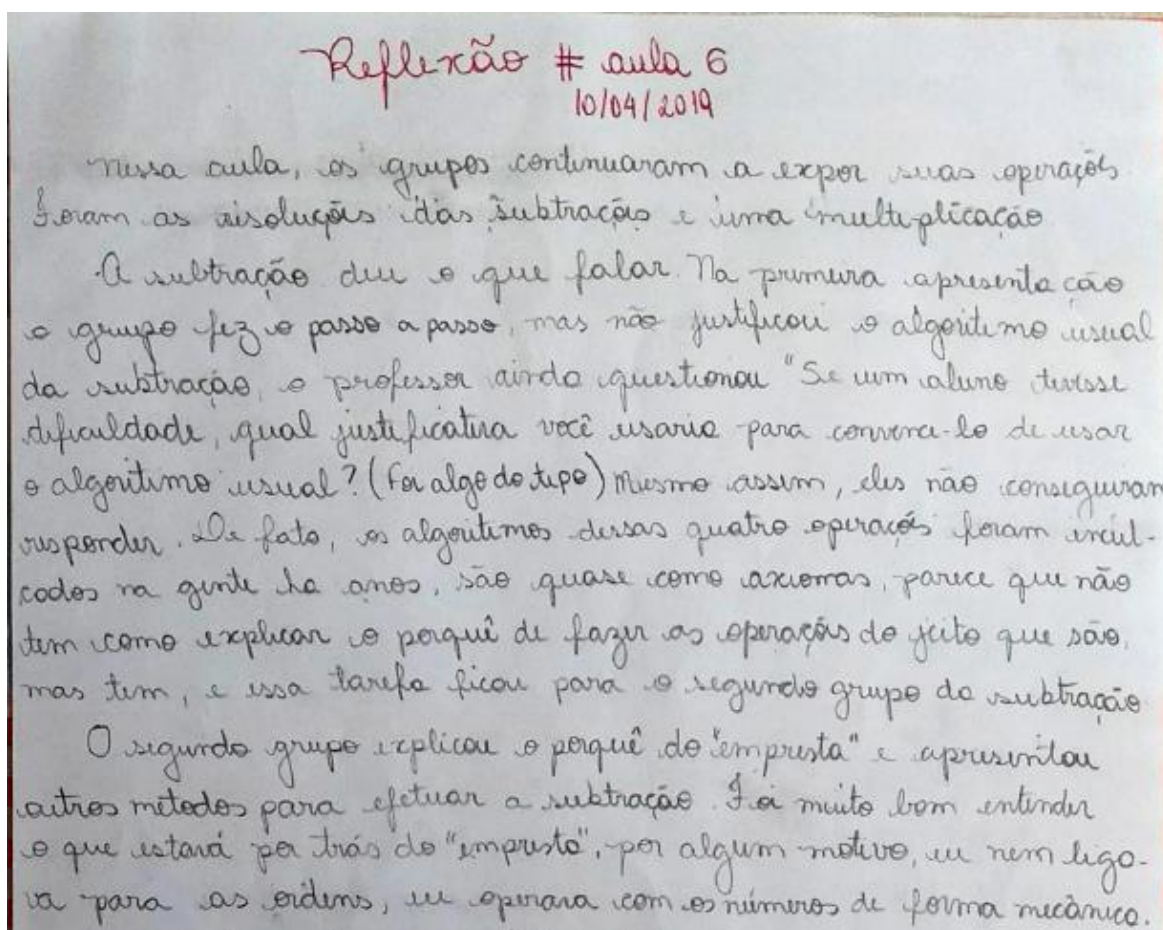 Reflexão # aula 6
10/04/2019
Nessa aula, os grupos continuaram a expor suas operações
Foram as resoluções das subtrações e uma multiplicação
A subtração deu o que falar. Na primeira apresentação
o grupo fez o passo a passo, mas não justificou o algoritimo usual
da subtração, o professor ainda questionou "Se um aluno tivesse
dificuldade, qual justificativa você usaria para convence-lo de usar
o algoritimo usual? (Foi algo do tipo) Mesmo assim, eles não conseguiram
responder. De fato, os algoritimos dessas quatro operações foram incul-
cados na gente ha anos, são quase como axiomas, parece que não
tem como explicar o porquê de fazer as operações do jeito que são,
mas tem, e essa tarefa ficou para o segundo grupo da subtração
O segundo grupo explicou o porquê do "empresta" e apresentou
outros métodos para efetuar a subtração. Foi muito bom entender
o que estava por trás do "empresta", por algum motivo, eu nem liga-
va para as ordens, eu operava com os números de forma mecânica.